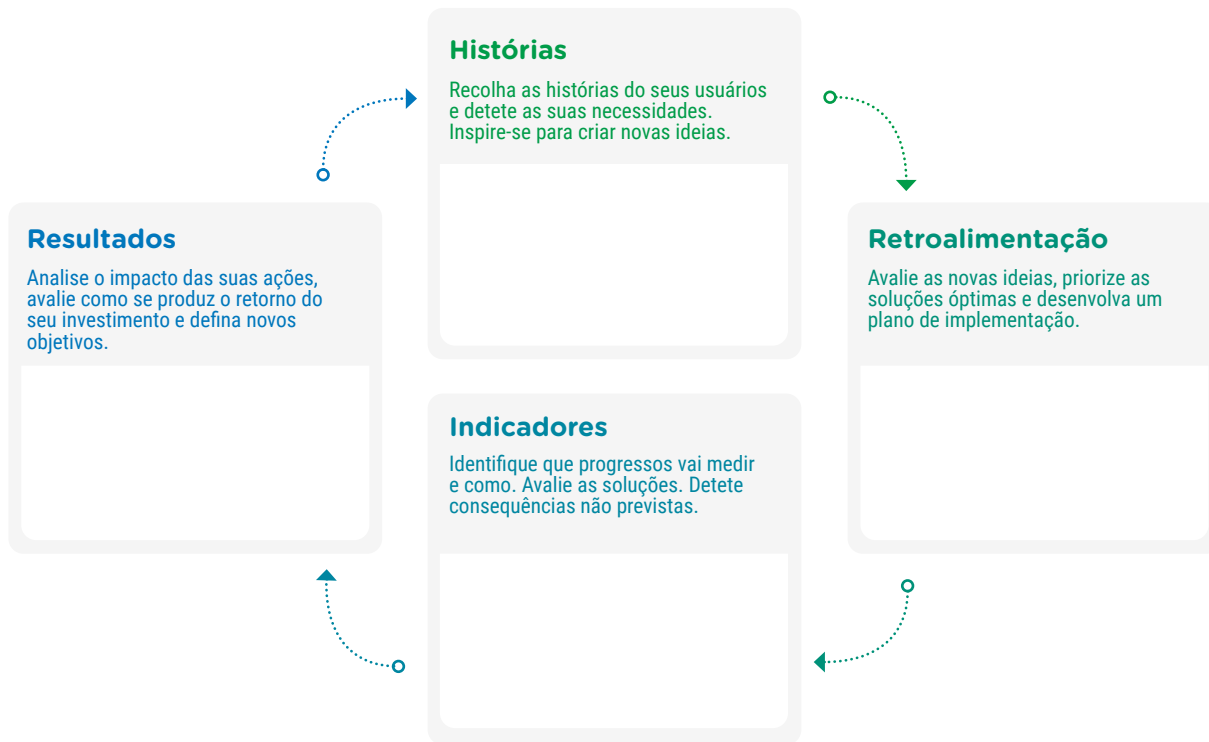 Histórias
Recolha as histórias do seus usuários
e detete as suas necessidades.
Inspire-se para criar novas ideias.
Resultados
Analise o impacto das suas ações,
avalie como se produz o retorno do
seu investimento e defina novos
objetivos.
Retroalimentação
Avalie as novas ideias, priorize as
soluções óptimas e desenvolva um
plano de implementação.
Indicadores
Identifique que progressos vai medir
e como. Avalie as soluções. Detete
consequências não previstas.